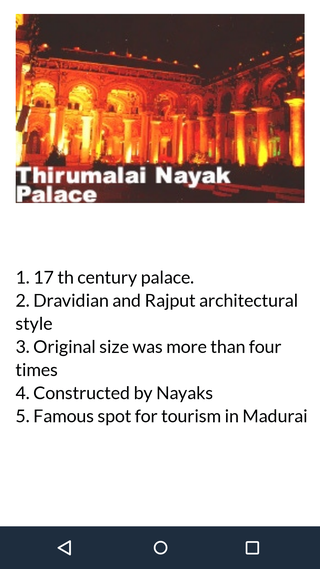 Thirumalai Nayak
Palace
1. 17 th century palace.
2. Dravidian and Rajput architectural
style
3. Original size was more than four
times
4. Constructed by Nayaks
5. Famous spot for tourism in Madurai